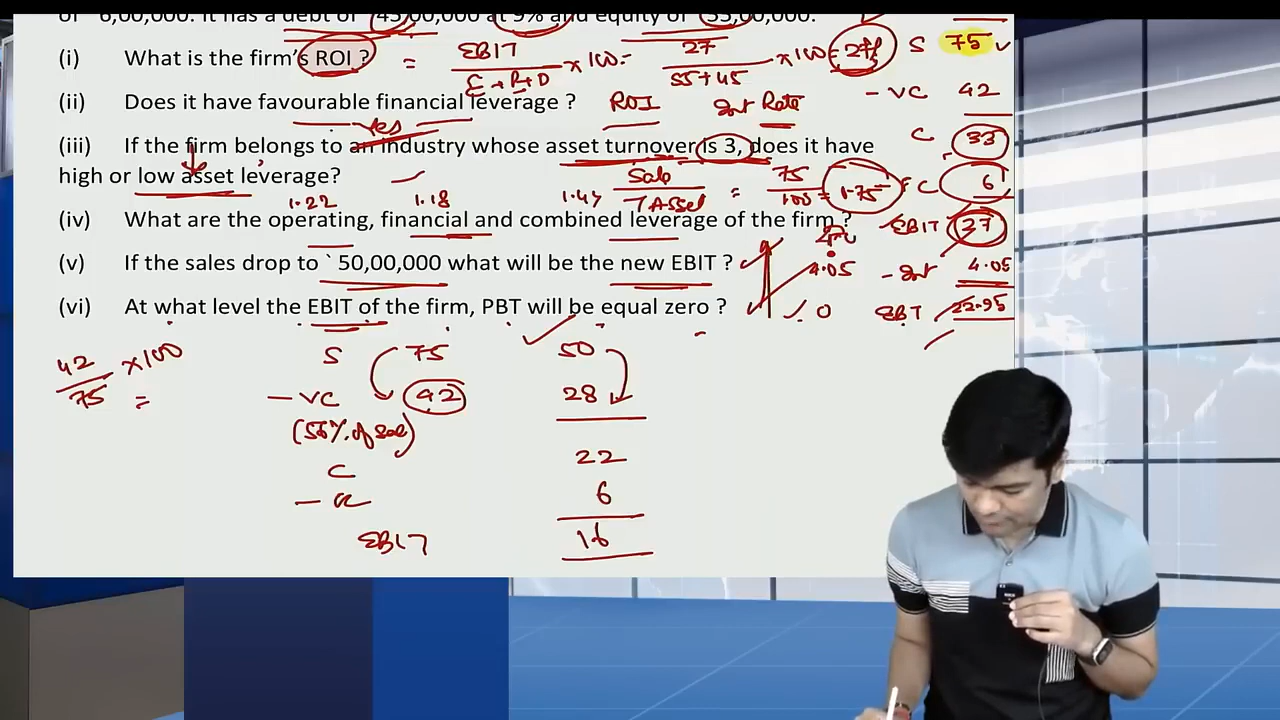 of ` 6,00,000. It has a debt of ` 45,00,000 at 9% and equity of ` 55,00,000.
(i) What is the firm's ROI ? = EBIT / E + P + D × 100 = 27 / 55+45 × 100 = 27%
S 75
(ii) Does it have favourable financial leverage ? ROI Int Rate
Yes
- VC 42
(iii) If the firm belongs to an industry whose asset turnover is 3, does it have
C 33
high or low asset leverage? Sale / T Asset = 75 / 100 =
FC 6
1.22 1.18 1.44
(iv) What are the operating, financial and combined leverage of the firm ?
EBIT 27
(v) If the sales drop to ` 50,00,000 what will be the new EBIT ? 4.05
- Int 4.05
(vi) At what level the EBIT of the firm, PBT will be equal zero ? 0
EBT 22.95
42 / 75 × 100 =
S 75 50
- VC 42 28
(56% of sale)
C 22
- FC 6
EBIT 16